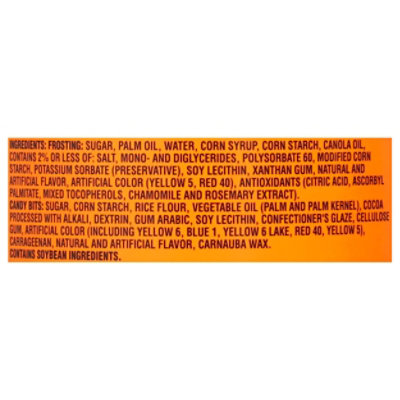 INGREDIENTS: FROSTING: SUGAR, PALM OIL, WATER, CORN SYRUP, CORN STARCH, CANOLA OIL,
CONTAINS 2% OR LESS OF: SALT, MONO- AND DIGLYCERIDES, POLYSORBATE 60, MODIFIED CORN
STARCH, POTASSIUM SORBATE (PRESERVATIVE), SOY LECITHIN, XANTHAN GUM, NATURAL AND
ARTIFICIAL FLAVOR, ARTIFICIAL COLOR (YELLOW 5, RED 40), ANTIOXIDANTS (CITRIC ACID, ASCORBYL
PALMITATE, MIXED TOCOPHEROLS, CHAMOMILE AND ROSEMARY EXTRACT).
CANDY BITS: SUGAR, CORN STARCH, RICE FLOUR, VEGETABLE OIL (PALM AND PALM KERNEL), COCOA
PROCESSED WITH ALKALI, DEXTRIN, GUM ARABIC, SOY LECITHIN, CONFECTIONER'S GLAZE, CELLULOSE
GUM, ARTIFICIAL COLOR (INCLUDING YELLOW 6, BLUE 1, YELLOW 6 LAKE, RED 40, YELLOW 5),
CARRAGEENAN, NATURAL AND ARTIFICIAL FLAVOR, CARNAUBA WAX.
CONTAINS SOYBEAN INGREDIENTS.